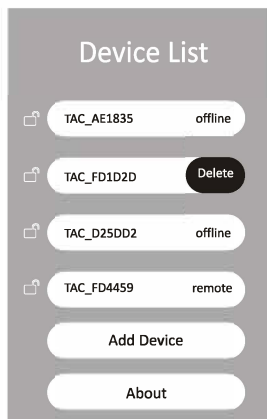 Device List
TAC_AE1835 offline
TAC_FD1D2D Delete
TAC_D25DD2 offline
TAC_FD4459 remote
Add Device
About